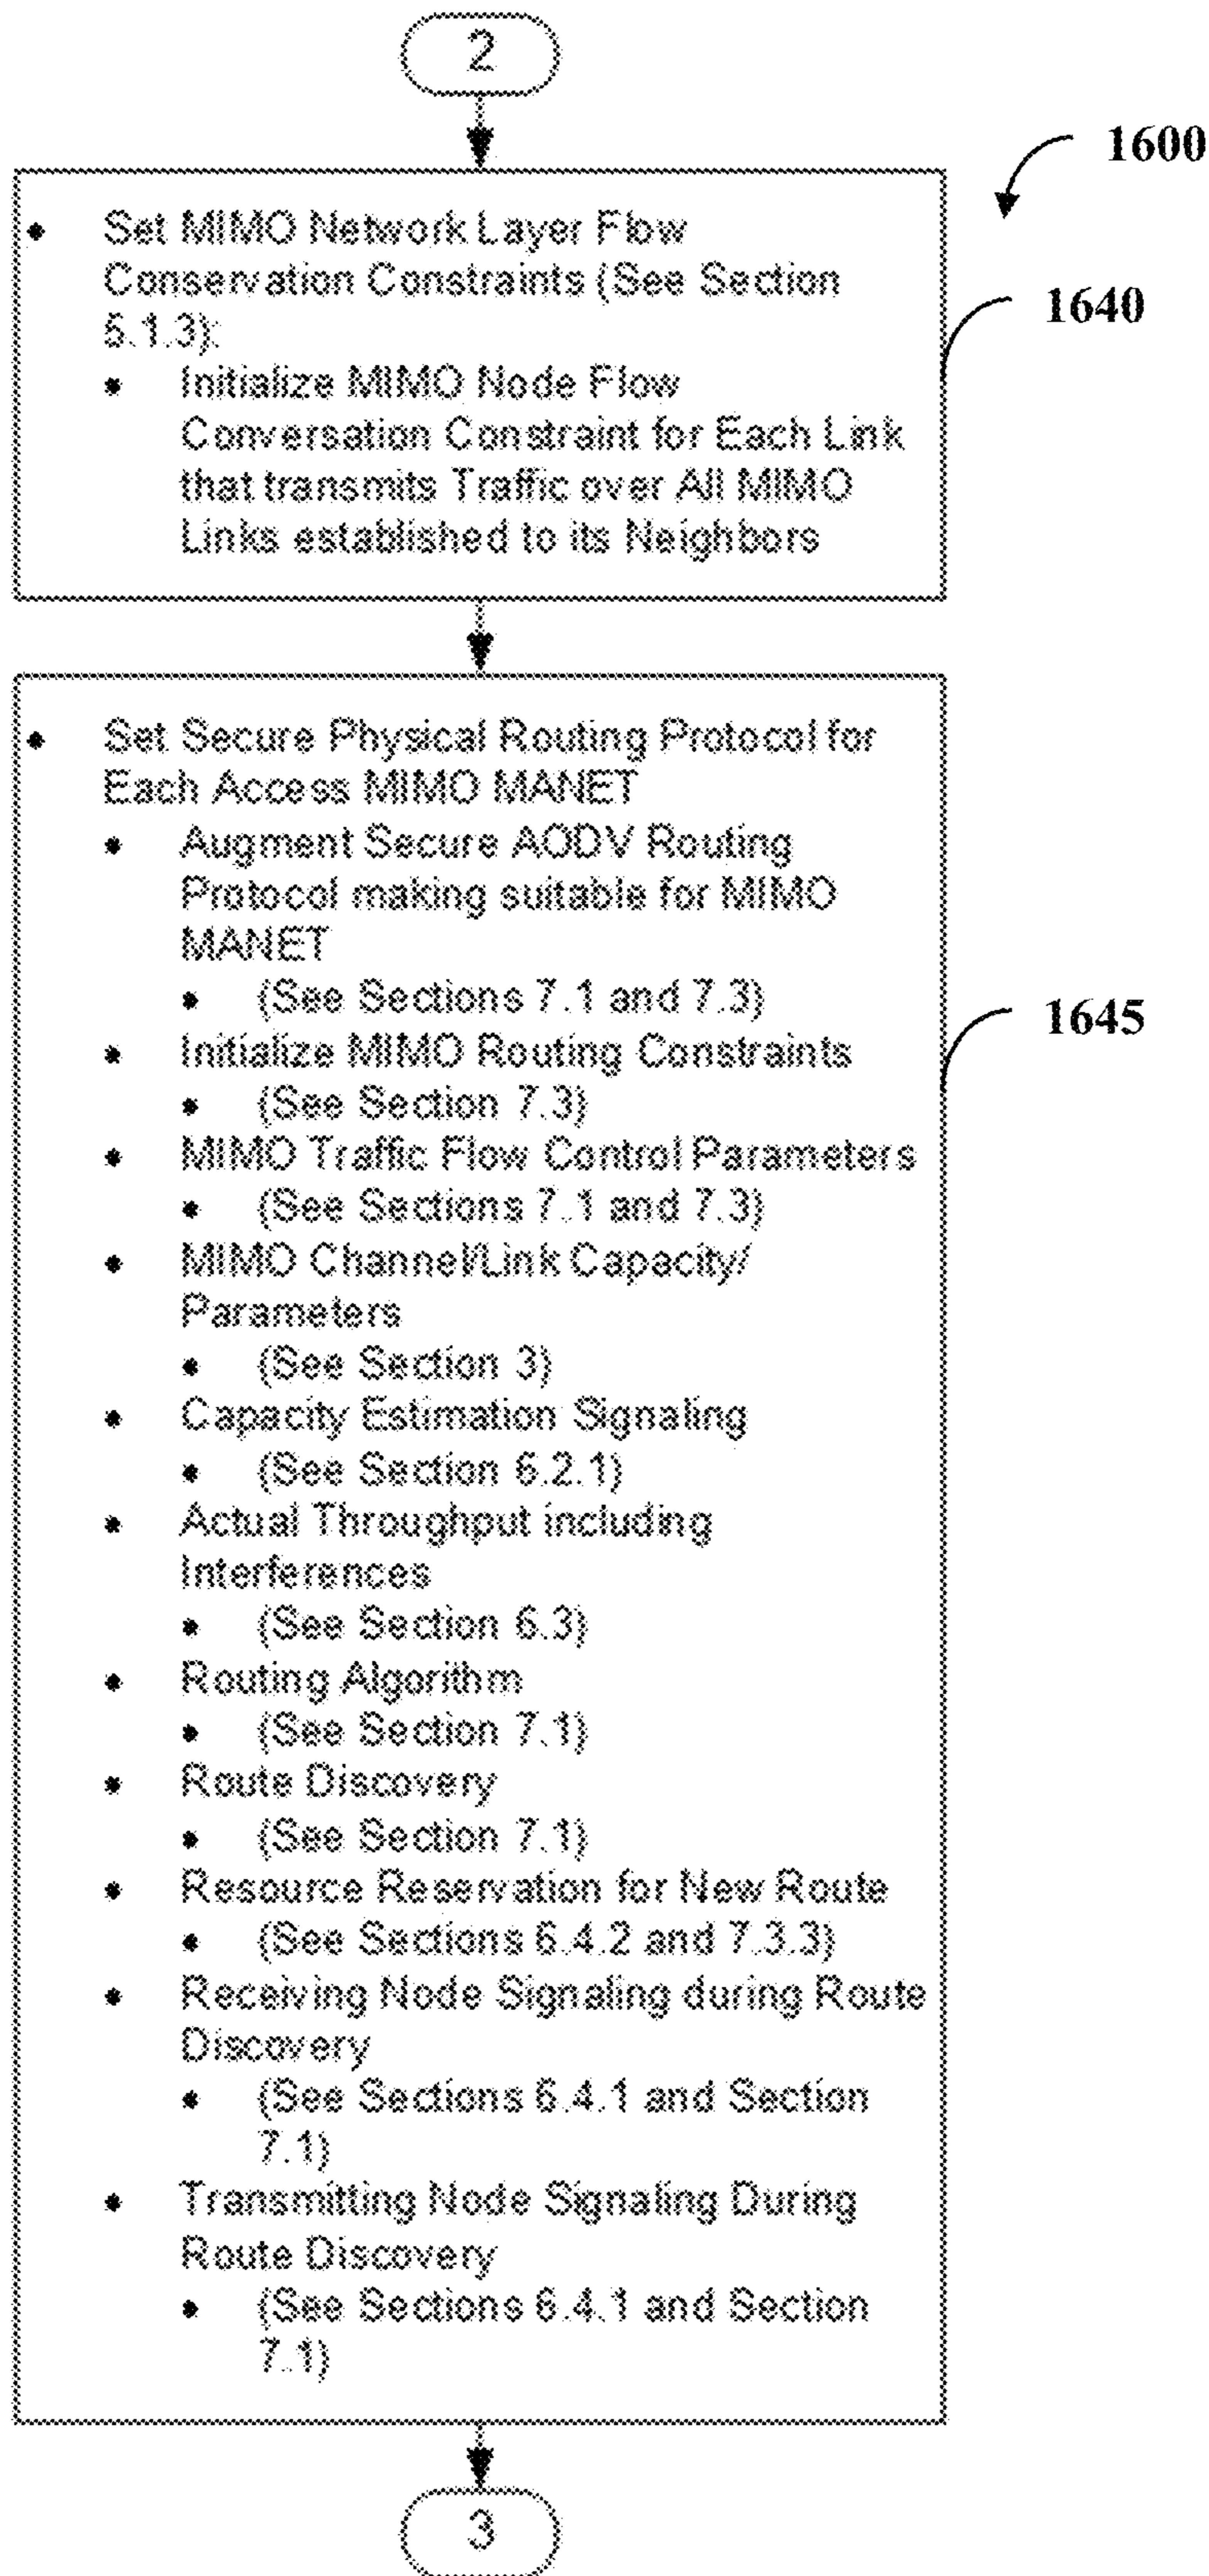 2
1600
• Set MIMO Network Layer Flow
Conservation Constraints (See Section
5.1.3):
1640
• Initialize MIMO Node Flow
Conversation Constraint for Each Link
that transmits Traffic over All MIMO
Links established to its Neighbors
• Set Secure Physical Routing Protocol for
Each Access MIMO MANET
• Augment Secure AODV Routing
Protocol making suitable for MIMO
MANET
• (See Sections 7.1 and 7.3)
1645
• Initialize MIMO Routing Constraints
• (See Section 7.3)
• MIMO Traffic Flow Control Parameters
• (See Sections 7.1 and 7.3)
• MIMO Channel/Link Capacity/
Parameters
• (See Section 3)
• Capacity Estimation Signaling
• (See Section 6.2.1)
• Actual Throughput including
Interferences
• (See Section 6.3)
• Routing Algorithm
• (See Section 7.1)
• Route Discovery
• (See Section 7.1)
• Resource Reservation for New Route
• (See Sections 6.4.2 and 7.3.3)
• Receiving Node Signaling during Route
Discovery
• (See Sections 6.4.1 and Section
7.1)
• Transmitting Node Signaling During
Route Discovery
• (See Sections 6.4.1 and Section
7.1)
3